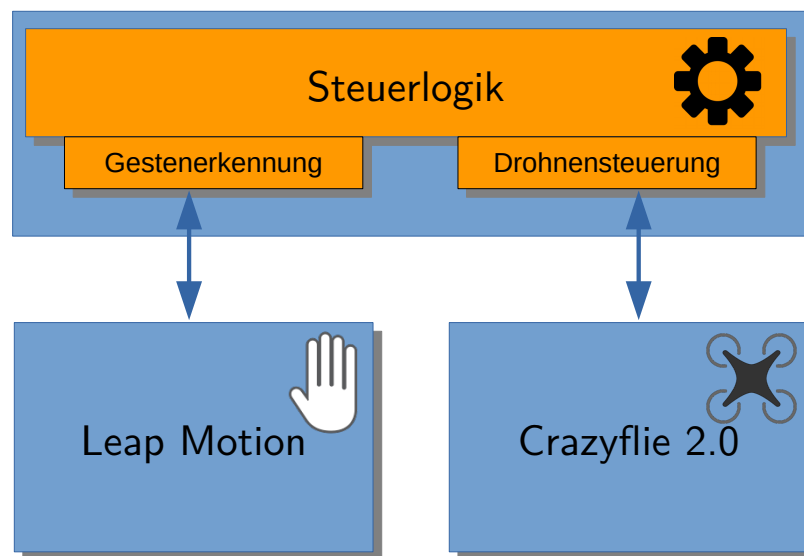 Steuerlogik
Gestenerkennung
Drohnensteuerung
Leap Motion
Crazyflie 2.0